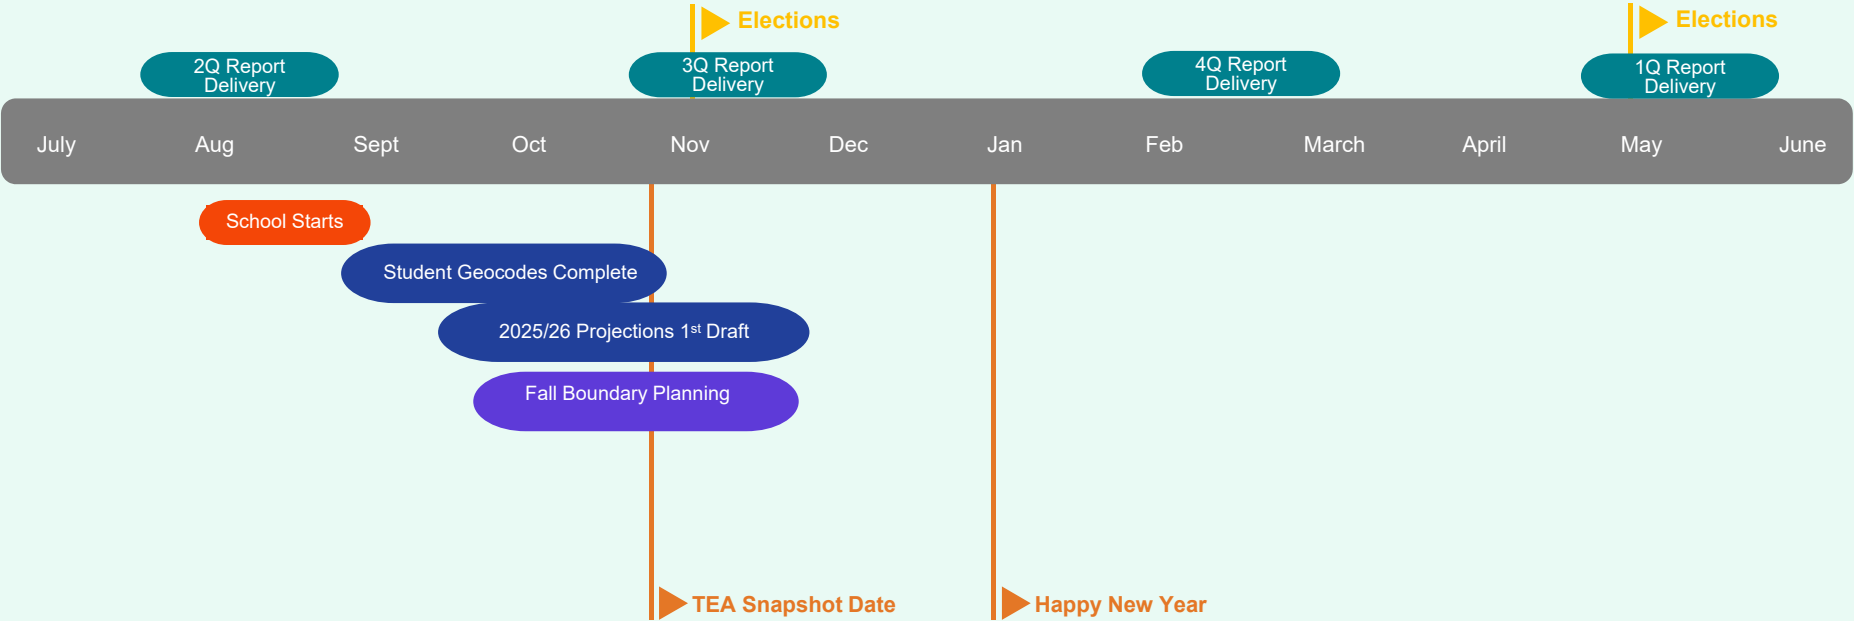 Elections
Elections
2Q Report
Delivery
3Q Report
Delivery
4Q Report
Delivery
1Q Report
Delivery
July Aug Sept Oct Nov Dec Jan Feb March April May June
School Starts
Student Geocodes Complete
2025/26 Projections 1st Draft
Fall Boundary Planning
TEA Snapshot Date
Happy New Year